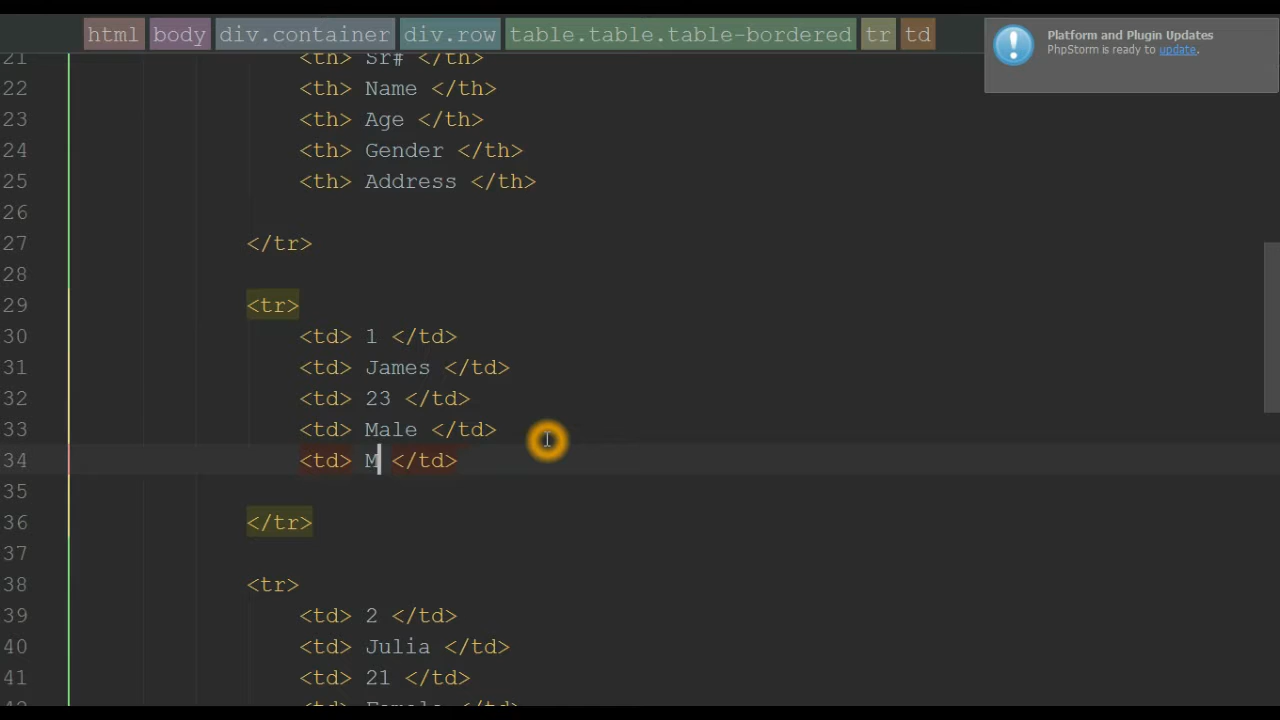 html body div.container div.row table.table.table-bordered tr td
Platform and Plugin Updates
PhpStorm is ready to update.
21 <th> Sr# </th>
22 <th> Name </th>
23 <th> Age </th>
24 <th> Gender </th>
25 <th> Address </th>
26
27 </tr>
28
29 <tr>
30 <td> 1 </td>
31 <td> James </td>
32 <td> 23 </td>
33 <td> Male </td>
34 <td> M </td>
35
36 </tr>
37
38 <tr>
39 <td> 2 </td>
40 <td> Julia </td>
41 <td> 21 </td>
42 <td> Female </td>